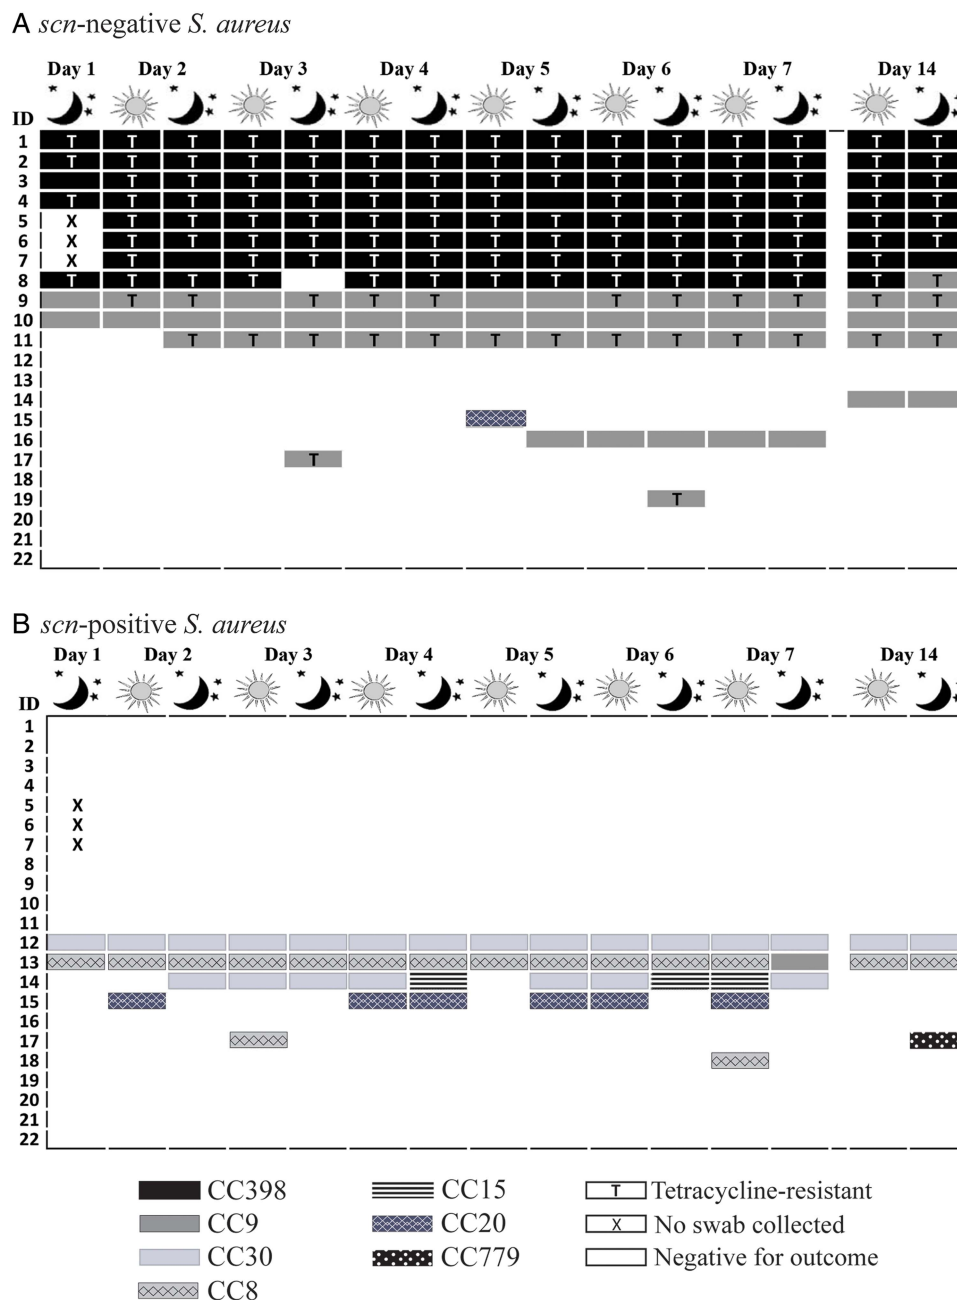 A scn-negative S. aureus
Day 1 Day 2 Day 3 Day 4 Day 5 Day 6 Day 7 Day 14
ID
1 T T T T T T T T T T T T T T T
2 T T T T T T T T T T T T T T T
3 T T T T T T T T T T T T T T
4 T T T T T T T T T T T T T T
5 X T T T T T T T T T T T T T T
6 X T T T T T T T T T T T T T T
7 X T T T T T T T T T T T T
8 T T T T T T T T T T T T T T
9 T T T T T T T T T T T
10
11 T T T T T T T T T T T T T
12
13
14
15
16
17 T
18
19 T
20
21
22
B scn-positive S. aureus
Day 1 Day 2 Day 3 Day 4 Day 5 Day 6 Day 7 Day 14
ID
1
2
3
4
5 X
6 X
7 X
8
9
10
11
12
13
14
15
16
17
18
19
20
21
22
CC398 CC15 T Tetracycline-resistant
CC9 CC20 X No swab collected
CC30 CC779 Negative for outcome
CC8